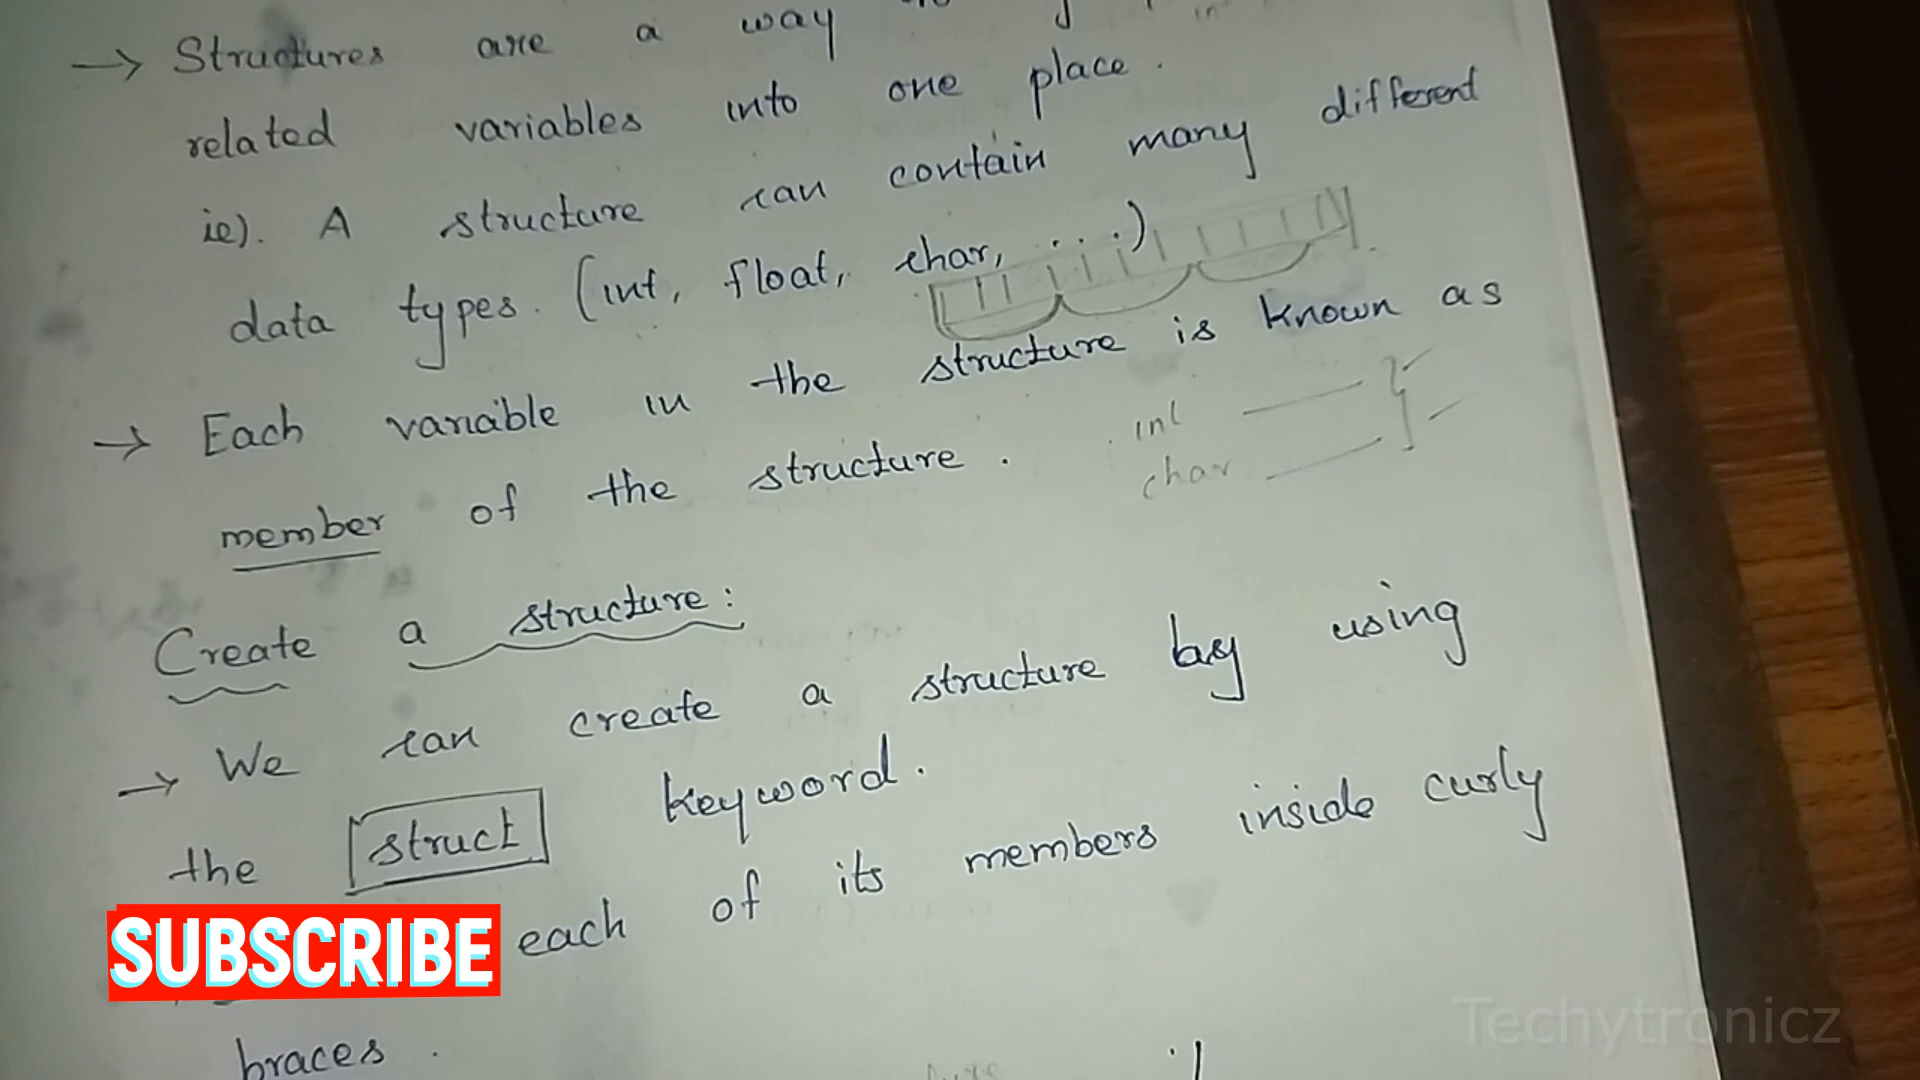 → Structures are a way
related variables into one place.
ie). A structure can contain many different
data types. (int, float, char, ...)
→ Each variable in the structure is known as
member of the structure.
int
char
Create a structure:
→ We can create a structure by using
the struct keyword.
each of its members inside curly
SUBSCRIBE
braces.
Techytronicz